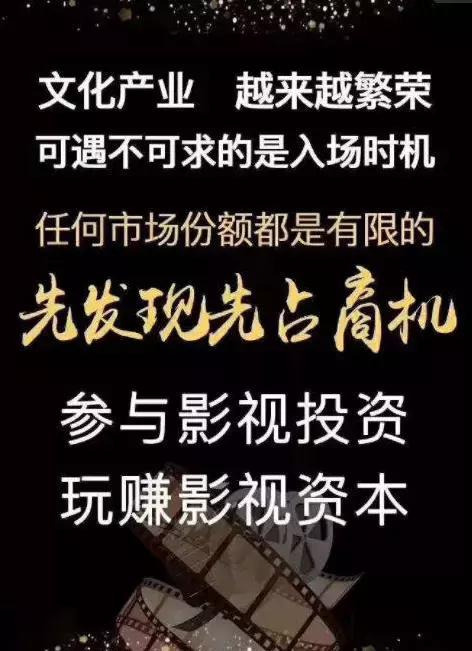 文化产业 越来越繁荣
可遇不可求的是入场时机
任何市场份额都是有限的
先发现先占商机
参与影视投资
玩赚影视资本